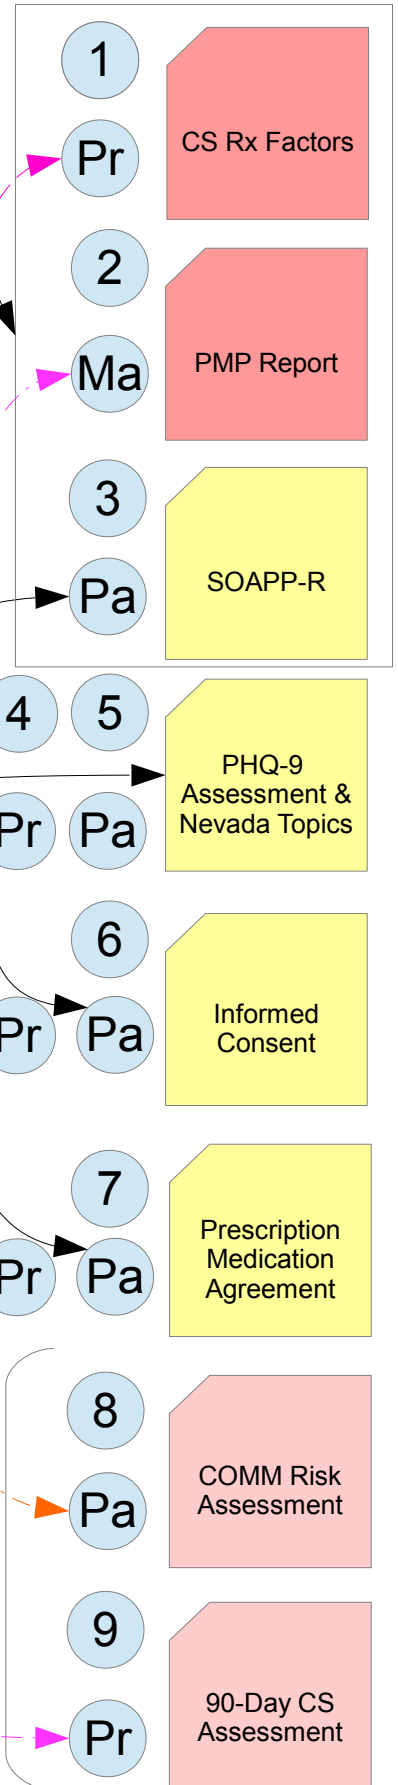 1
Pr
CS Rx Factors
2
Ma
PMP Report
3
Pa
SOAPP-R
4 5
PHQ-9
Assessment &
Nevada Topics
Pr Pa
6
Informed
Consent
Pr Pa
7
Prescription
Medication
Agreement
Pr Pa
8
COMM Risk
Assessment
Pa
9
90-Day CS
Assessment
Pr